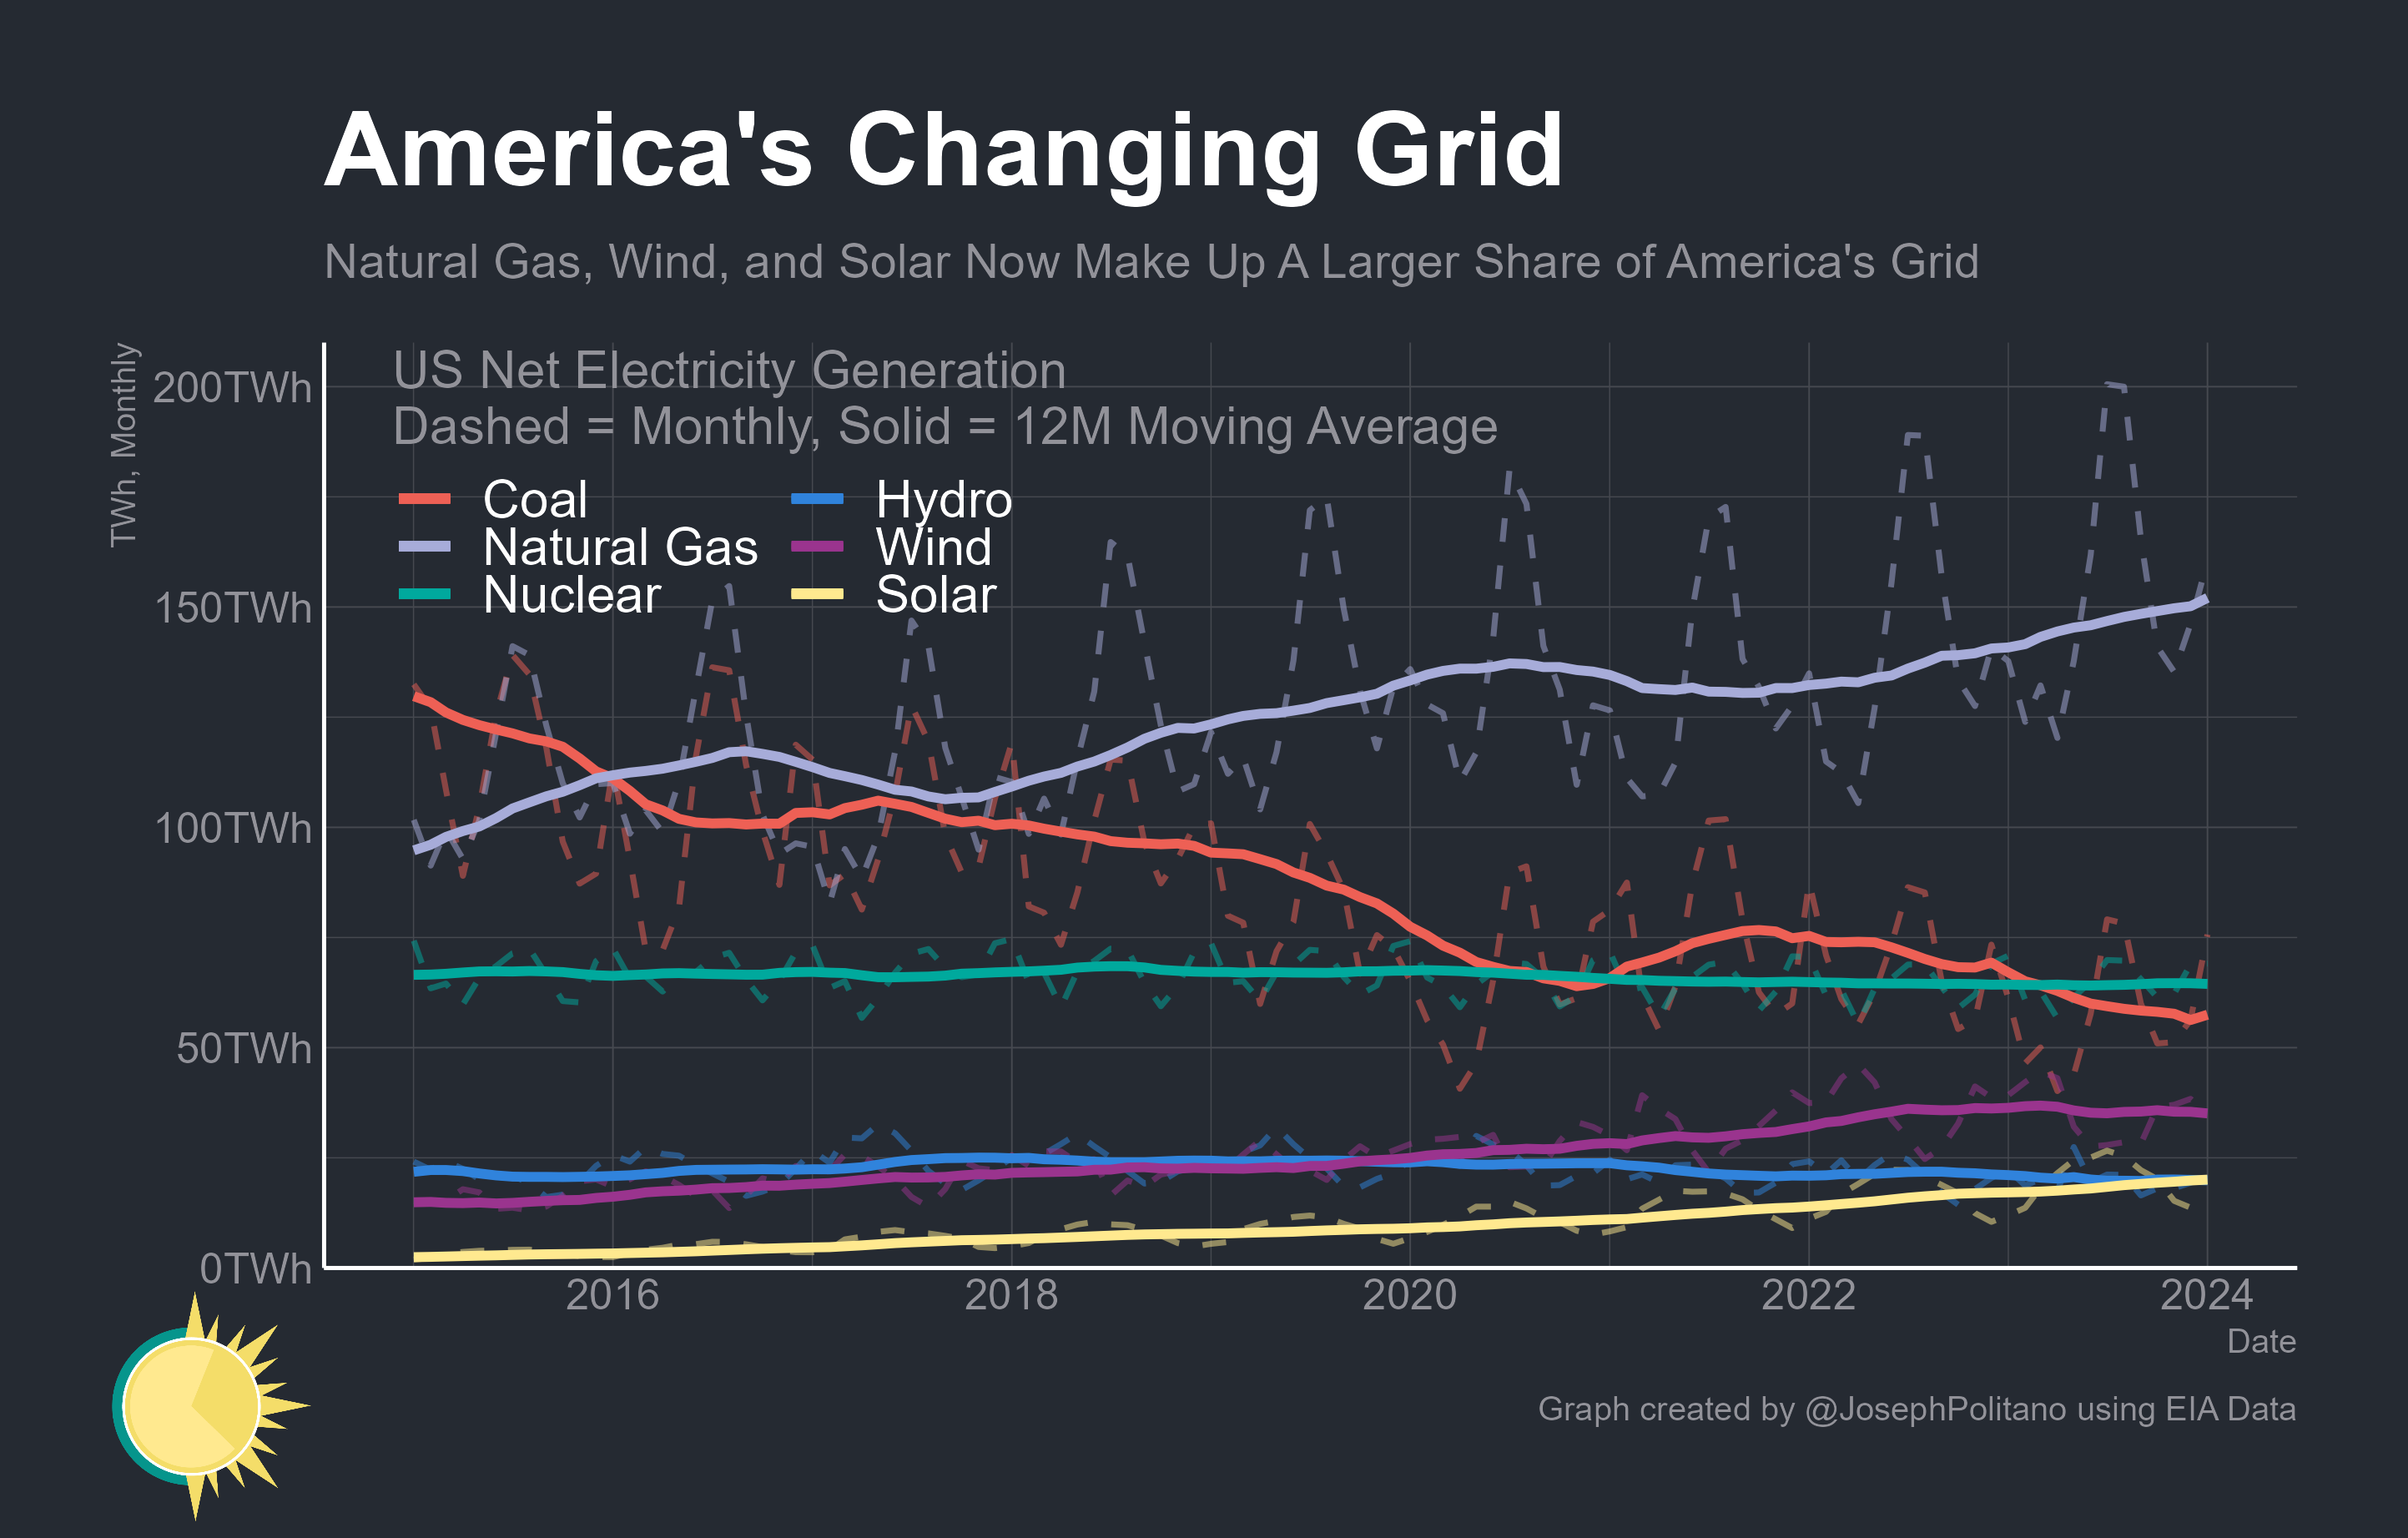 America's Changing Grid
Natural Gas, Wind, and Solar Now Make Up A Larger Share of America's Grid
TWh, Monthly
US Net Electricity Generation
Dashed = Monthly, Solid = 12M Moving Average
Coal
Natural Gas
Nuclear
Hydro
Wind
Solar
200TWh
150TWh
100TWh
50TWh
0TWh
2016
2018
2020
2022
2024
Date
Graph created by @JosephPolitano using EIA Data